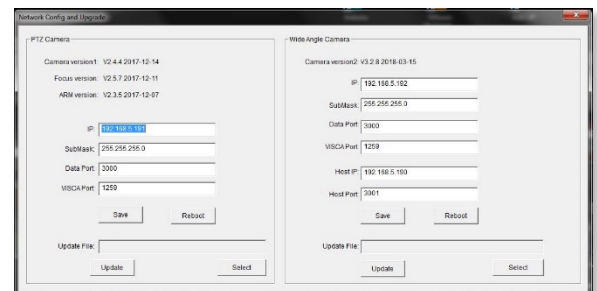 Network Config and Upgrade
PTZ Camera
Camera version1: V2.4.4 2017-12-14
Focus version: V2.5.7 2017-12-11
ARM version: V2.3.5 2017-12-07
IP: 192.168.5.191
SubMask: 255.255.255.0
Data Port: 3000
VISCA Port: 1259
Save
Reboot
Update File:
Update
Select
Wide Angle Camera
Camera version2: V3.2.8 2018-03-15
IP: 192.168.5.192
SubMask: 255.255.255.0
Data Port: 3000
VISCA Port: 1259
Host IP: 192.168.5.190
Host Port: 3001
Save
Reboot
Update File:
Update
Select